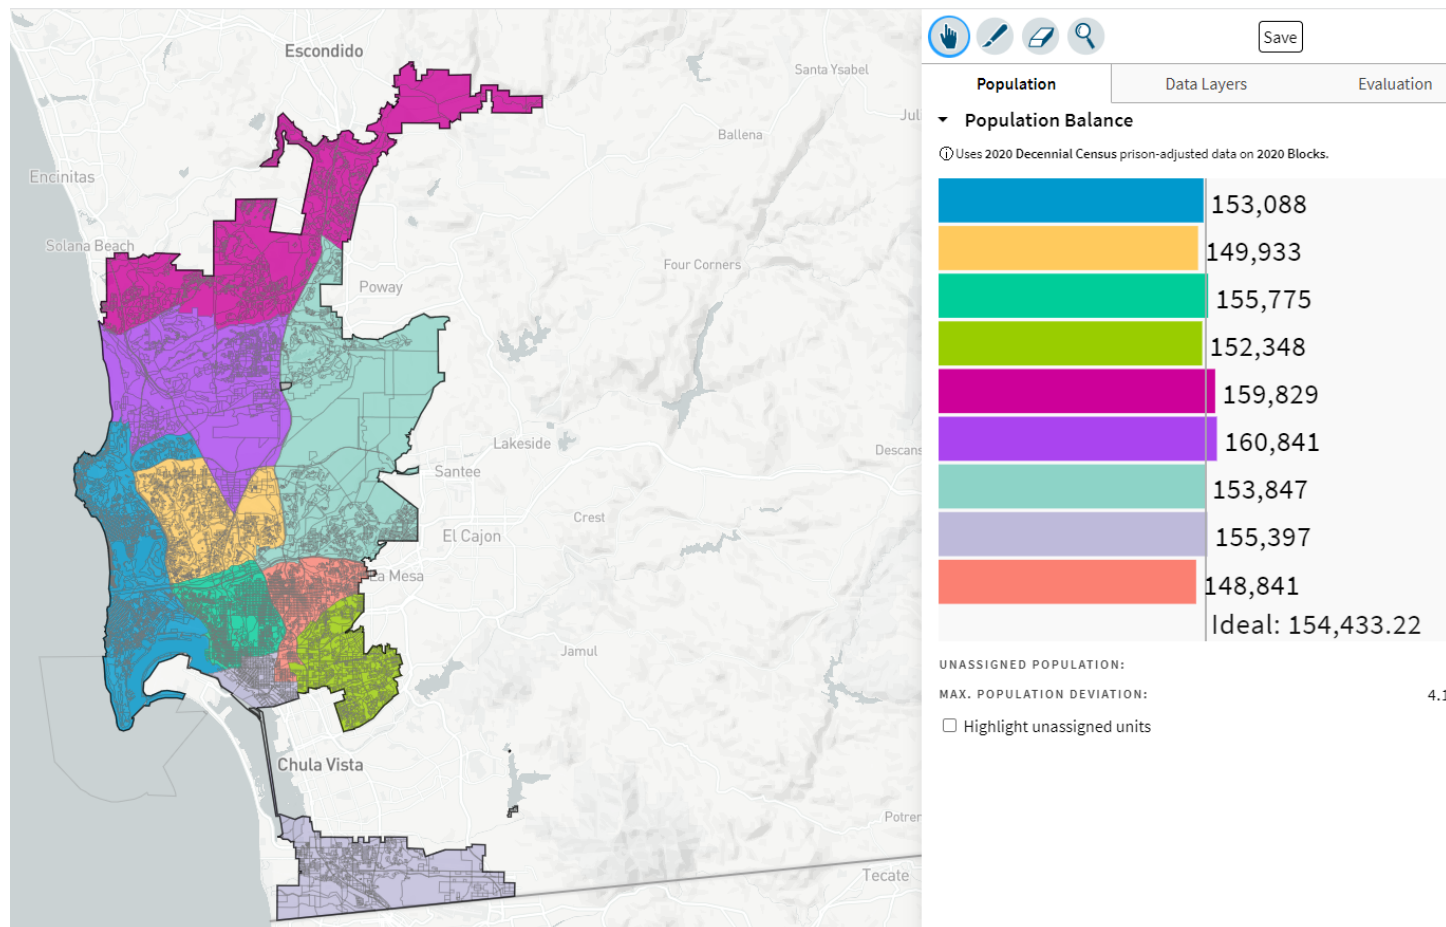 Escondido
Santa Ysabel
Juli
Ballena
Encinitas
Solana Beach
Four Corners
Poway
Lakeside
Descans
Santee
Crest
El Cajon
La Mesa
Jamul
Chula Vista
Potrer
Tecate
Save
Population
Data Layers
Evaluation
Population Balance
Uses 2020 Decennial Census prison-adjusted data on 2020 Blocks.
153,088
149,933
155,775
152,348
159,829
160,841
153,847
155,397
148,841
Ideal: 154,433.22
UNASSIGNED POPULATION:
MAX. POPULATION DEVIATION: 4.1
Highlight unassigned units